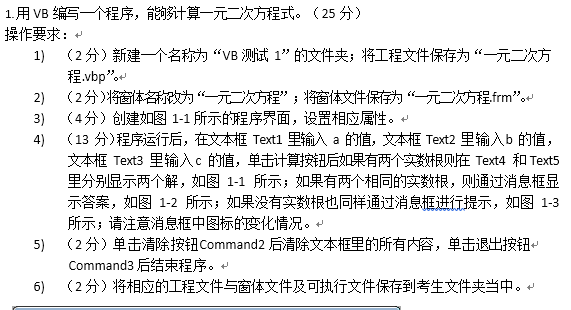 1.用 VB 编写一个程序，能够计算一元二次方程式。（25 分）
操作要求：
1) （2 分）新建一个名称为“VB 测试 1”的文件夹；将工程文件保存为“一元二次方
程.vbp”。
2) （2 分）将窗体名称改为“一元二次方程”；将窗体文件保存为“一元二次方程.frm”。
3) （4 分）创建如图 1-1 所示的程序界面，设置相应属性。
4) （13 分）程序运行后，在文本框 Text1 里输入 a 的值，文本框 Text2 里输入 b 的值，
文本框 Text3 里输入 c 的值，单击计算按钮后如果有两个实数根则在 Text4 和 Text5
里分别显示两个解，如图 1-1 所示；如果有两个相同的实数根，则通过消息框显
示答案，如图 1-2 所示；如果没有实数根也同样通过消息框进行提示，如图 1-3
所示；请注意消息框中图标的变化情况。
5) （2 分）单击清除按钮Command2 后清除文本框里的所有内容，单击退出按钮
Command3 后结束程序。
6) （2 分）将相应的工程文件与窗体文件及可执行文件保存到考生文件夹当中。